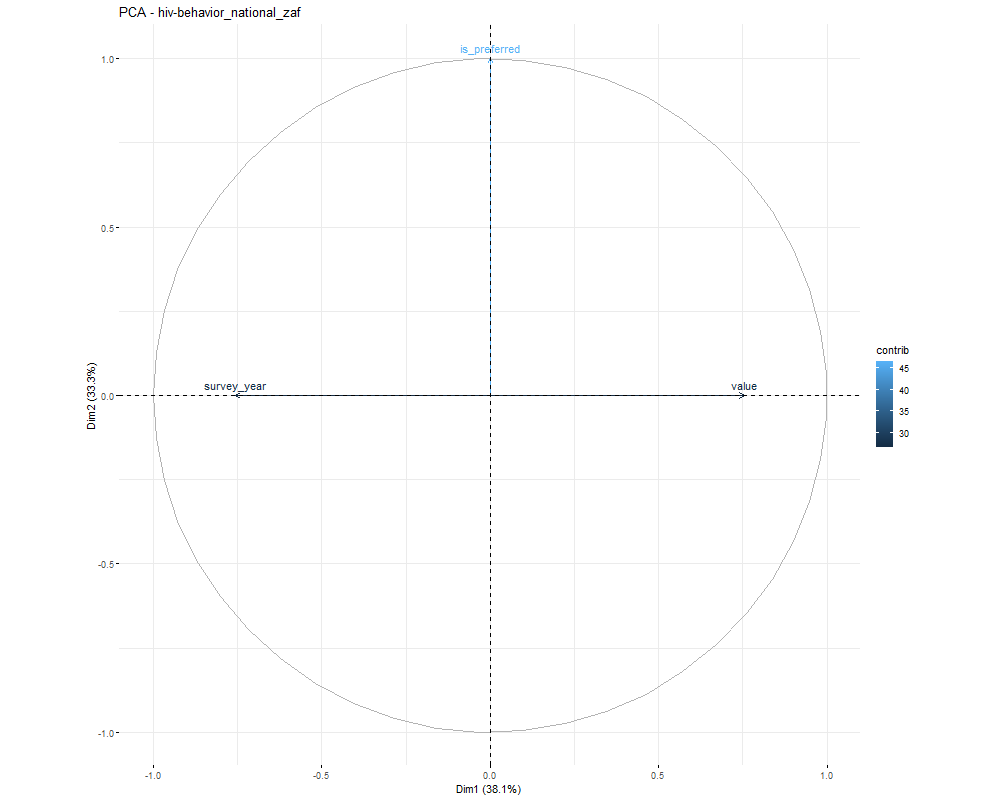 PCA - hiv-behavior_national_zaf
is_preferred
1.0
0.5
0.0
-0.5
-1.0
Dim2 (33.3%)
survey_year
value
contrib
45
40
35
30
-1.0
-0.5
0.0
0.5
1.0
Dim1 (38.1%)